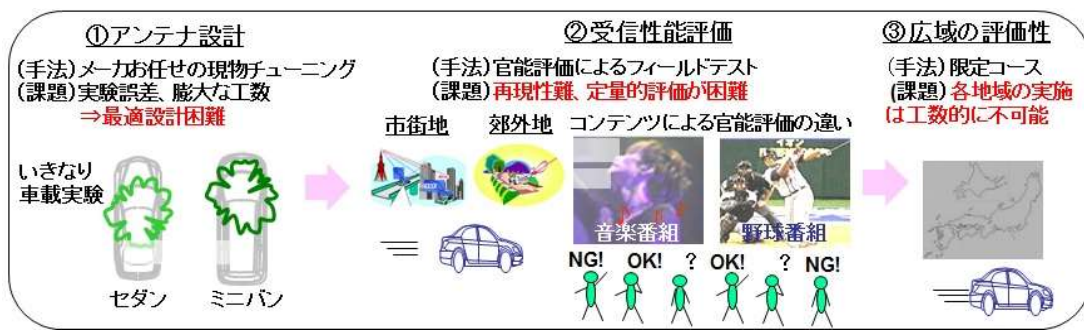 ①アンテナ設計
(手法)メーカお任せの現物チューニング
(課題)実験誤差、膨大な工数
⇒最適設計困難
いきなり
車載実験
セダン
ミニバン
②受信性能評価
(手法)官能評価によるフィールドテスト
(課題)再現性難、定量的評価が困難
市街地
郊外地
コンテンツによる官能評価の違い
音楽番組
野球番組
NG!
OK!
?
OK!
?
NG!
③広域の評価性
(手法)限定コース
(課題)各地域の実施
は工数的に不可能